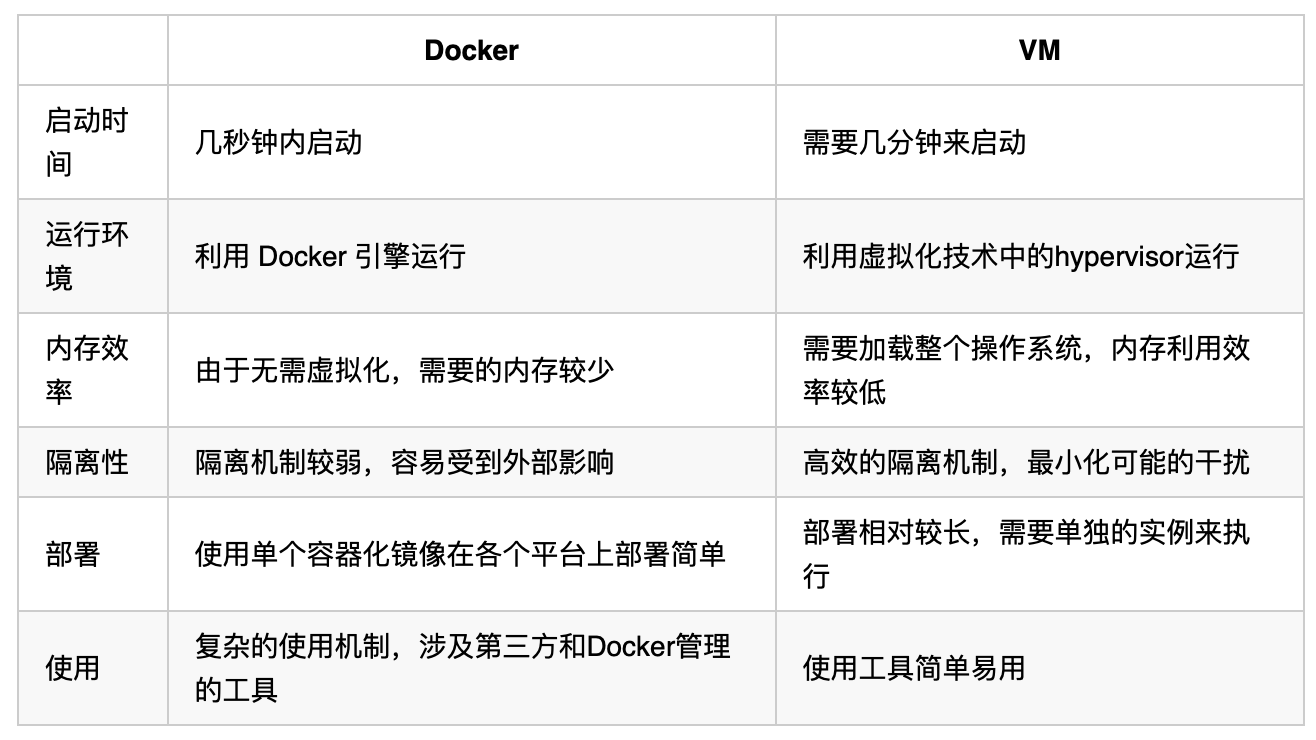 Docker
VM
启动时
间
几秒钟内启动
需要几分钟来启动
运行环
境
利用 Docker 引擎运行
利用虚拟化技术中的hypervisor运行
内存效
率
由于无需虚拟化，需要的内存较少
需要加载整个操作系统，内存利用效
率较低
隔离性
隔离机制较弱，容易受到外部影响
高效的隔离机制，最小化可能的干扰
部署
使用单个容器化镜像在各个平台上部署简单
部署相对较长，需要单独的实例来执
行
使用
复杂的使用机制，涉及第三方和Docker管理
的工具
使用工具简单易用